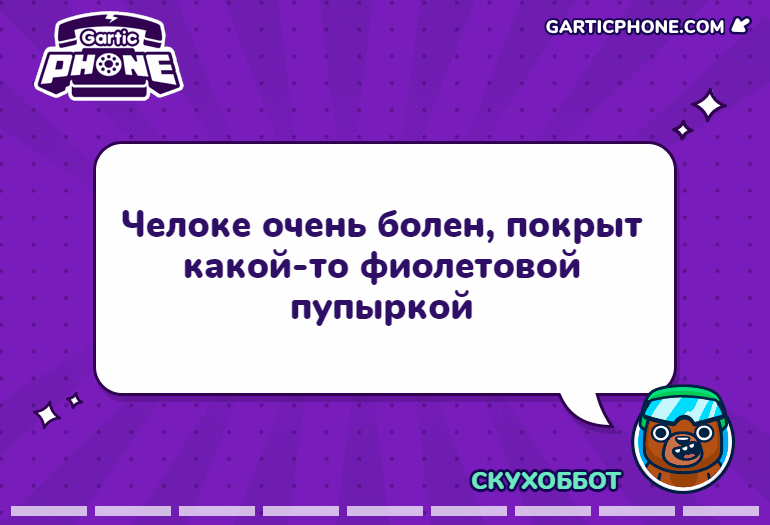 Gartic
PHONE
GARTICPHONE.COM
Челоке очень болен, покрыт
какой-то фиолетовой
пупыркой
СКУХОББОТ